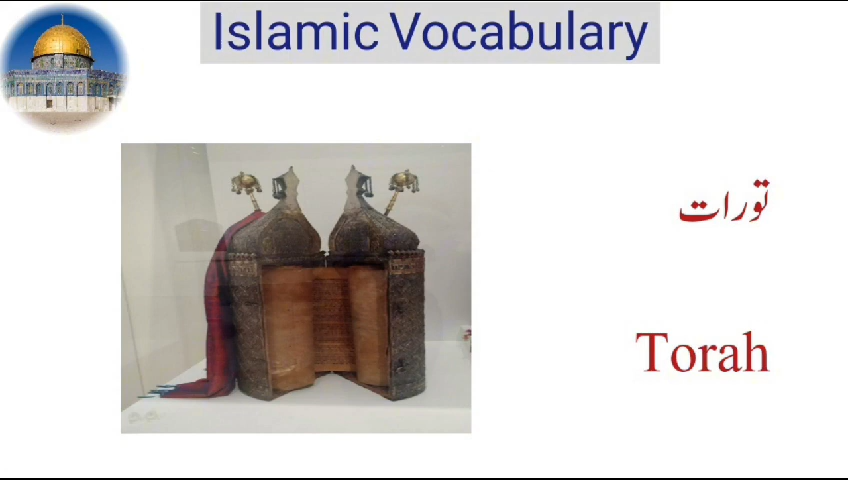 Islamic Vocabulary
تورات
Torah